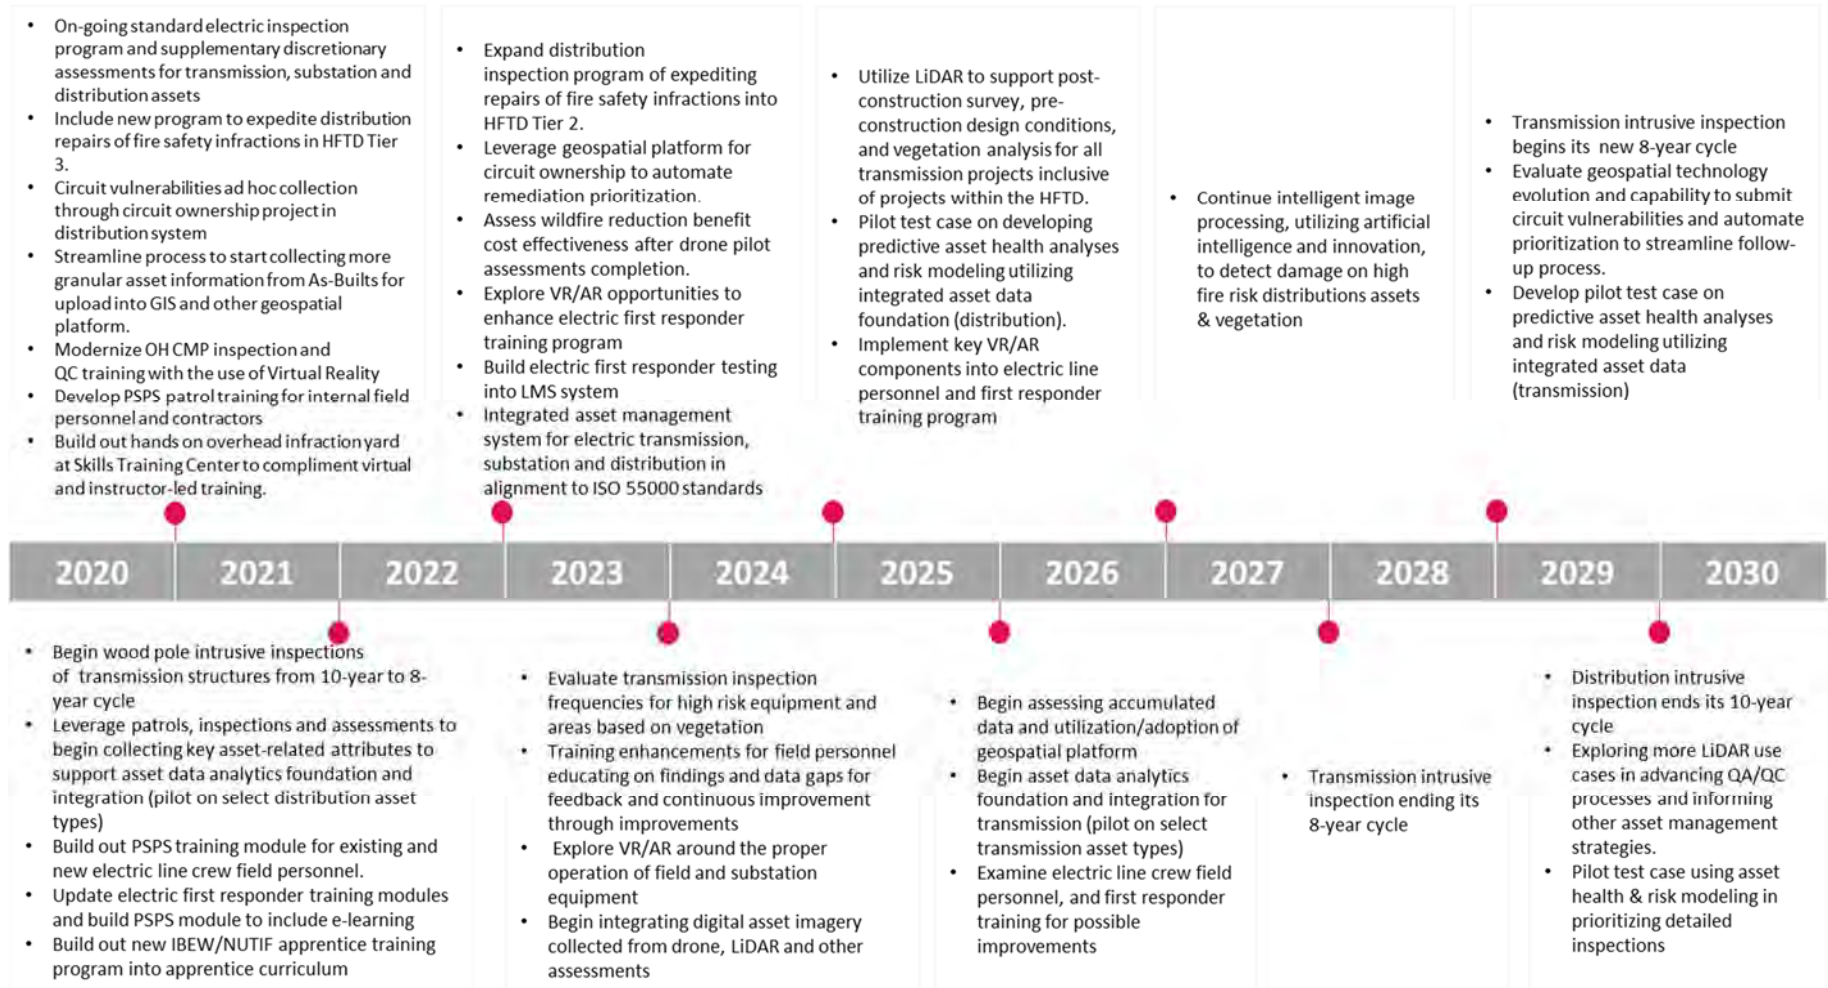 • On-going standard electric inspection
program and supplementary discretionary
assessments for transmission, substation and
distribution assets
• Include new program to expedite distribution
repairs of fire safety infractions in HFTD Tier
3.
• Circuit vulnerabilities ad hoc collection
through circuit ownership project in
distribution system
• Streamline process to start collecting more
granular asset information from As-Builts for
upload into GIS and other geospatial
platform.
• Modernize OH CMP inspection and
QC training with the use of Virtual Reality
• Develop PSPS patrol training for internal field
personnel and contractors
• Build out hands on overhead infraction yard
at Skills Training Center to compliment virtual
and instructor-led training.
• Expand distribution
inspection program of expediting
repairs of fire safety infractions into
HFTD Tier 2.
• Leverage geospatial platform for
circuit ownership to automate
remediation prioritization.
• Assess wildfire reduction benefit
cost effectiveness after drone pilot
assessments completion.
• Explore VR/AR opportunities to
enhance electric first responder
training program
• Build electric first responder testing
into LMS system
• Integrated asset management
system for electric transmission,
substation and distribution in
alignment to ISO 55000 standards
• Utilize LiDAR to support post-
construction survey, pre-
construction design conditions,
and vegetation analysis for all
transmission projects inclusive
of projects within the HFTD.
• Pilot test case on developing
predictive asset health analyses
and risk modeling utilizing
integrated asset data
foundation (distribution).
• Implement key VR/AR
components into electric line
personnel and first responder
training program
• Continue intelligent image
processing, utilizing artificial
intelligence and innovation,
to detect damage on high
fire risk distributions assets
& vegetation
• Transmission intrusive inspection
begins its new 8-year cycle
• Evaluate geospatial technology
evolution and capability to submit
circuit vulnerabilities and automate
prioritization to streamline follow-
up process.
• Develop pilot test case on
predictive asset health analyses
and risk modeling utilizing
integrated asset data
(transmission)
2020 2021 2022 2023 2024 2025 2026 2027 2028 2029 2030
• Begin wood pole intrusive inspections
of transmission structures from 10-year to 8-
year cycle
• Leverage patrols, inspections and assessments to
begin collecting key asset-related attributes to
support asset data analytics foundation and
integration (pilot on select distribution asset
types)
• Build out PSPS training module for existing and
new electric line crew field personnel.
• Update electric first responder training modules
and build PSPS module to include e-learning
• Build out new IBEW/NUTIF apprentice training
program into apprentice curriculum
• Evaluate transmission inspection
frequencies for high risk equipment and
areas based on vegetation
• Training enhancements for field personnel
educating on findings and data gaps for
feedback and continuous improvement
through improvements
• Explore VR/AR around the proper
operation of field and substation
equipment
• Begin integrating digital asset imagery
collected from drone, LiDAR and other
assessments
• Begin assessing accumulated
data and utilization/adoption of
geospatial platform
• Begin asset data analytics
foundation and integration for
transmission (pilot on select
transmission asset types)
• Examine electric line crew field
personnel, and first responder
training for possible
improvements
• Transmission intrusive
inspection ending its
8-year cycle
• Distribution intrusive
inspection ends its 10-year
cycle
• Exploring more LiDAR use
cases in advancing QA/QC
processes and informing
other asset management
strategies.
• Pilot test case using asset
health & risk modeling in
prioritizing detailed
inspections